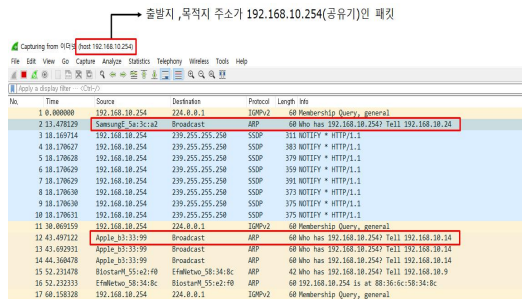 출발지 ,목적지 주소가 192.168.10.254(공유기)인 패킷
Capturing from 이더넷 (host 192.168.10.254)
File Edit View Go Capture Analyze Statistics Telephony Wireless Tools Help
Apply a display filter ... <Ctrl-/>
No. Time Source Destination Protocol Length Info
1 0.000000 192.168.10.254 224.0.0.1 IGMPv2 60 Membership Query, general
2 13.478129 SamsungE_5a:3c:a2 Broadcast ARP 60 Who has 192.168.10.254? Tell 192.168.10.24
3 18.169714 192.168.10.254 239.255.255.250 SSDP 311 NOTIFY * HTTP/1.1
4 18.170627 192.168.10.254 239.255.255.250 SSDP 383 NOTIFY * HTTP/1.1
5 18.170628 192.168.10.254 239.255.255.250 SSDP 379 NOTIFY * HTTP/1.1
6 18.170629 192.168.10.254 239.255.255.250 SSDP 359 NOTIFY * HTTP/1.1
7 18.170629 192.168.10.254 239.255.255.250 SSDP 391 NOTIFY * HTTP/1.1
8 18.170630 192.168.10.254 239.255.255.250 SSDP 373 NOTIFY * HTTP/1.1
9 18.170630 192.168.10.254 239.255.255.250 SSDP 375 NOTIFY * HTTP/1.1
10 18.170631 192.168.10.254 239.255.255.250 SSDP 375 NOTIFY * HTTP/1.1
11 30.069159 192.168.10.254 224.0.0.1 IGMPv2 60 Membership Query, general
12 43.497122 Apple_b3:33:99 Broadcast ARP 60 Who has 192.168.10.254? Tell 192.168.10.14
13 43.692931 Apple_b3:33:99 Broadcast ARP 60 Who has 192.168.10.254? Tell 192.168.10.14
14 44.360478 Apple_b3:33:99 Broadcast ARP 60 Who has 192.168.10.254? Tell 192.168.10.14
15 52.231478 BiostarM_55:e2:f0 EfmNetwo_58:34:8c ARP 42 Who has 192.168.10.254? Tell 192.168.10.9
16 52.232333 EfmNetwo_58:34:8c BiostarM_55:e2:f0 ARP 60 192.168.10.254 is at 88:36:6c:58:34:8c
17 60.158328 192.168.10.254 224.0.0.1 IGMPv2 60 Membership Query, general